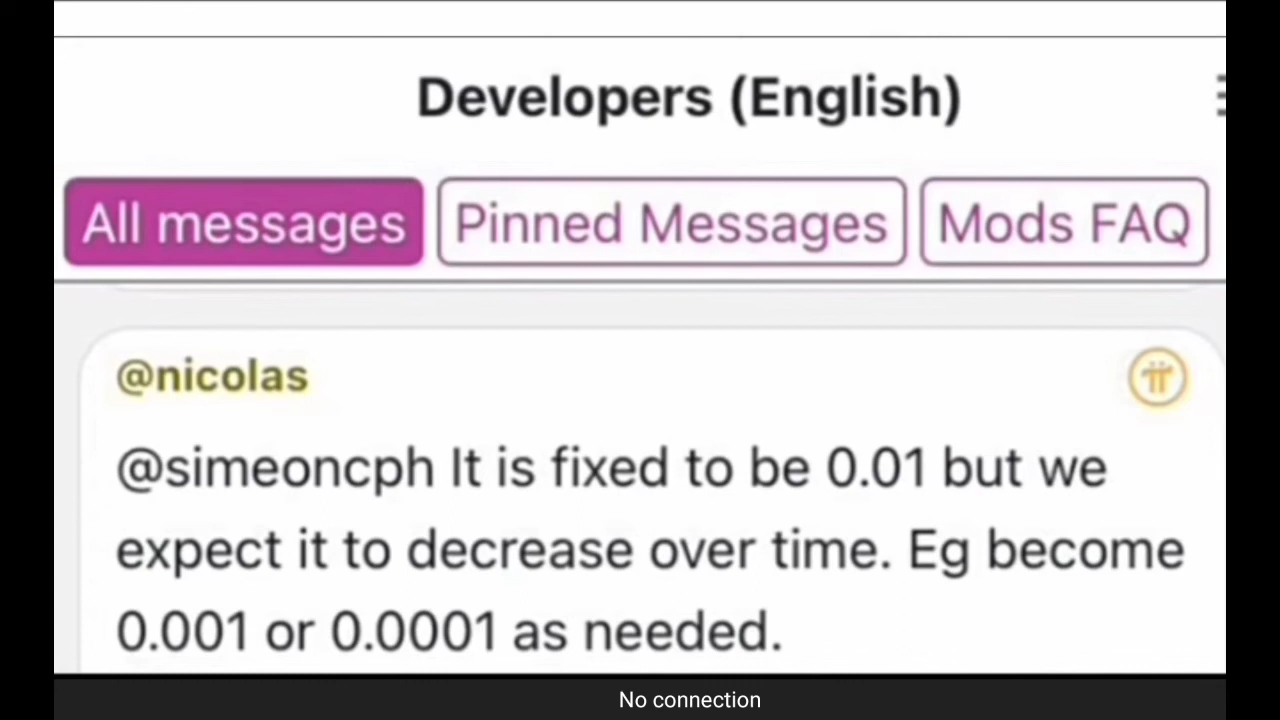 Developers (English)
All messages
Pinned Messages
Mods FAQ
@nicolas
@simeoncph It is fixed to be 0.01 but we
expect it to decrease over time. Eg become
0.001 or 0.0001 as needed.
No connection